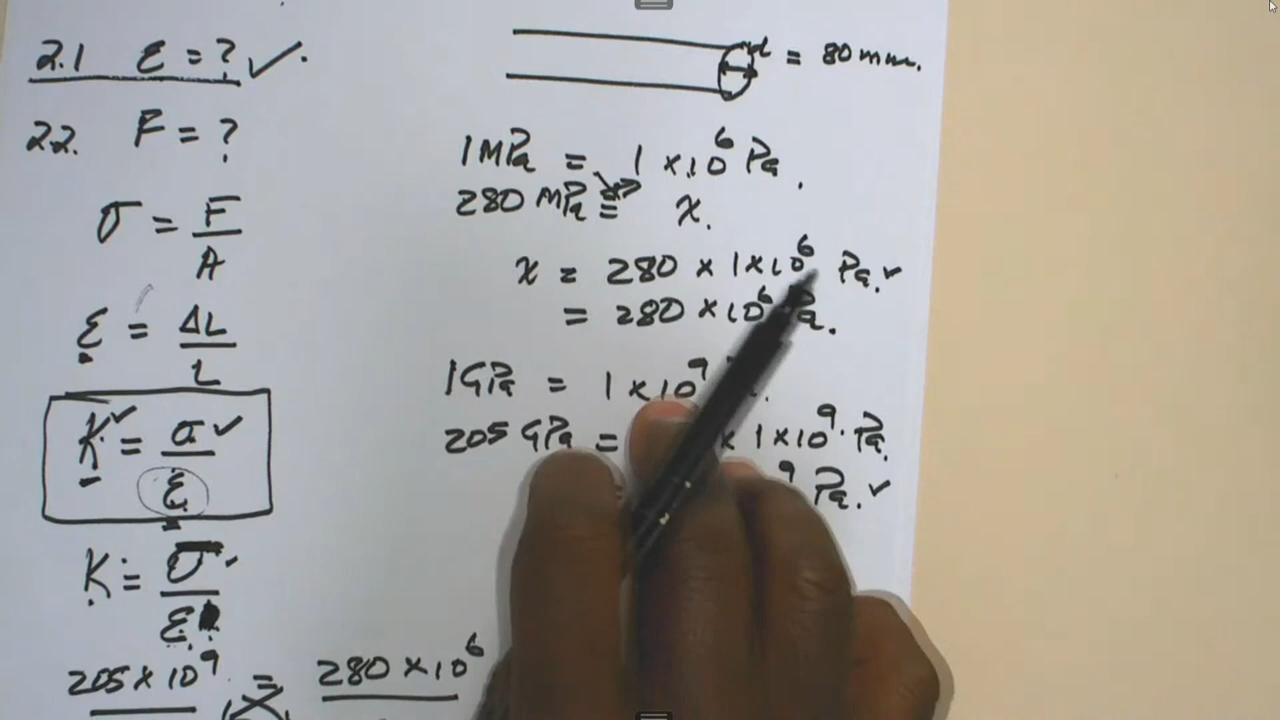 2.1 ε = ? ✓.
2.2. F = ?
σ = F/A
ε = ΔL/L
K✓ = σ✓/ε
K = σ✓/ε
205 × 10⁹ = 280 × 10⁶
d = 80 mm.
1 MPa = 1 × 10⁶ Pa.
280 MPa = x.
x = 280 × 1 × 10⁶ Pa.✓
= 280 × 10⁶ Pa.
1 GPa = 1 × 10⁹
205 GPa = × 1 × 10⁹ Pa.
9 Pa.✓